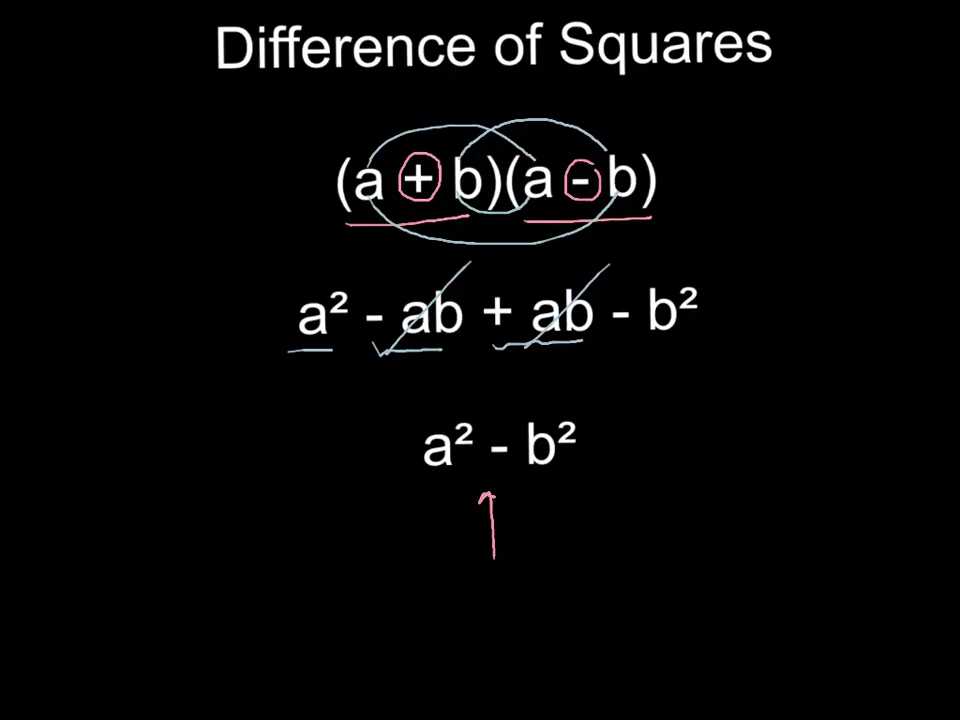 Difference of Squares
(a + b)(a - b)
a² - ab + ab - b²
a² - b²